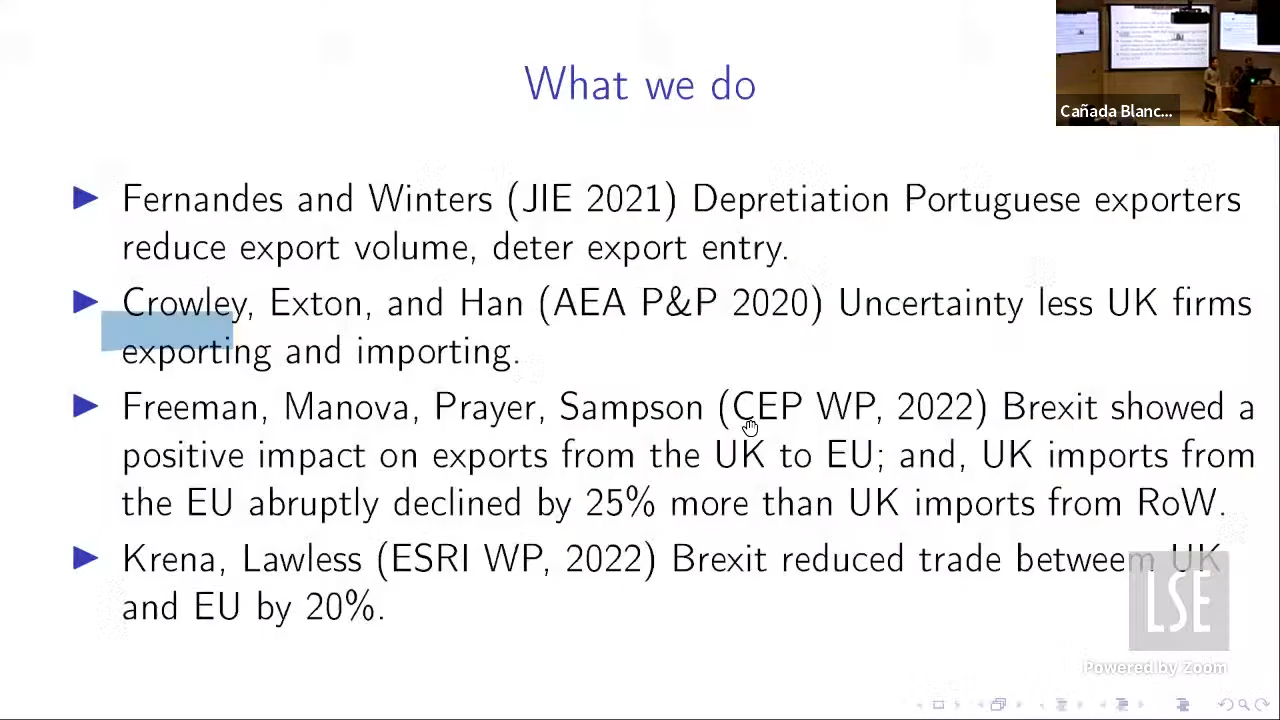 What we do
Cañada Blanc...
Fernandes and Winters (JIE 2021) Depretiation Portuguese exporters
reduce export volume, deter export entry.
Crowley, Exton, and Han (AEA P&P 2020) Uncertainty less UK firms
exporting and importing.
Freeman, Manova, Prayer, Sampson (CEP WP, 2022) Brexit showed a
positive impact on exports from the UK to EU; and, UK imports from
the EU abruptly declined by 25% more than UK imports from RoW.
Krena, Lawless (ESRI WP, 2022) Brexit reduced trade betweem UK
and EU by 20%.
LSE
Powered by Zoom